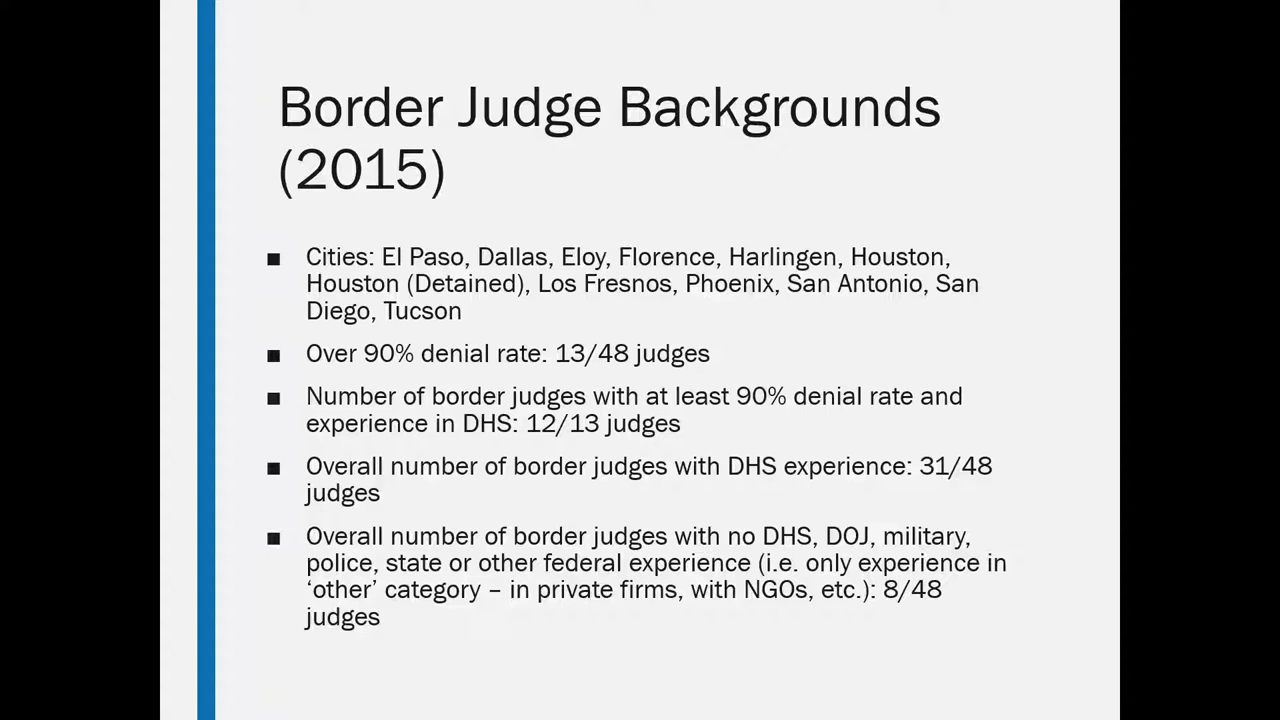 Border Judge Backgrounds
(2015)
■ Cities: El Paso, Dallas, Eloy, Florence, Harlingen, Houston,
Houston (Detained), Los Fresnos, Phoenix, San Antonio, San
Diego, Tucson
■ Over 90% denial rate: 13/48 judges
■ Number of border judges with at least 90% denial rate and
experience in DHS: 12/13 judges
■ Overall number of border judges with DHS experience: 31/48
judges
■ Overall number of border judges with no DHS, DOJ, military,
police, state or other federal experience (i.e. only experience in
‘other’ category – in private firms, with NGOs, etc.): 8/48
judges